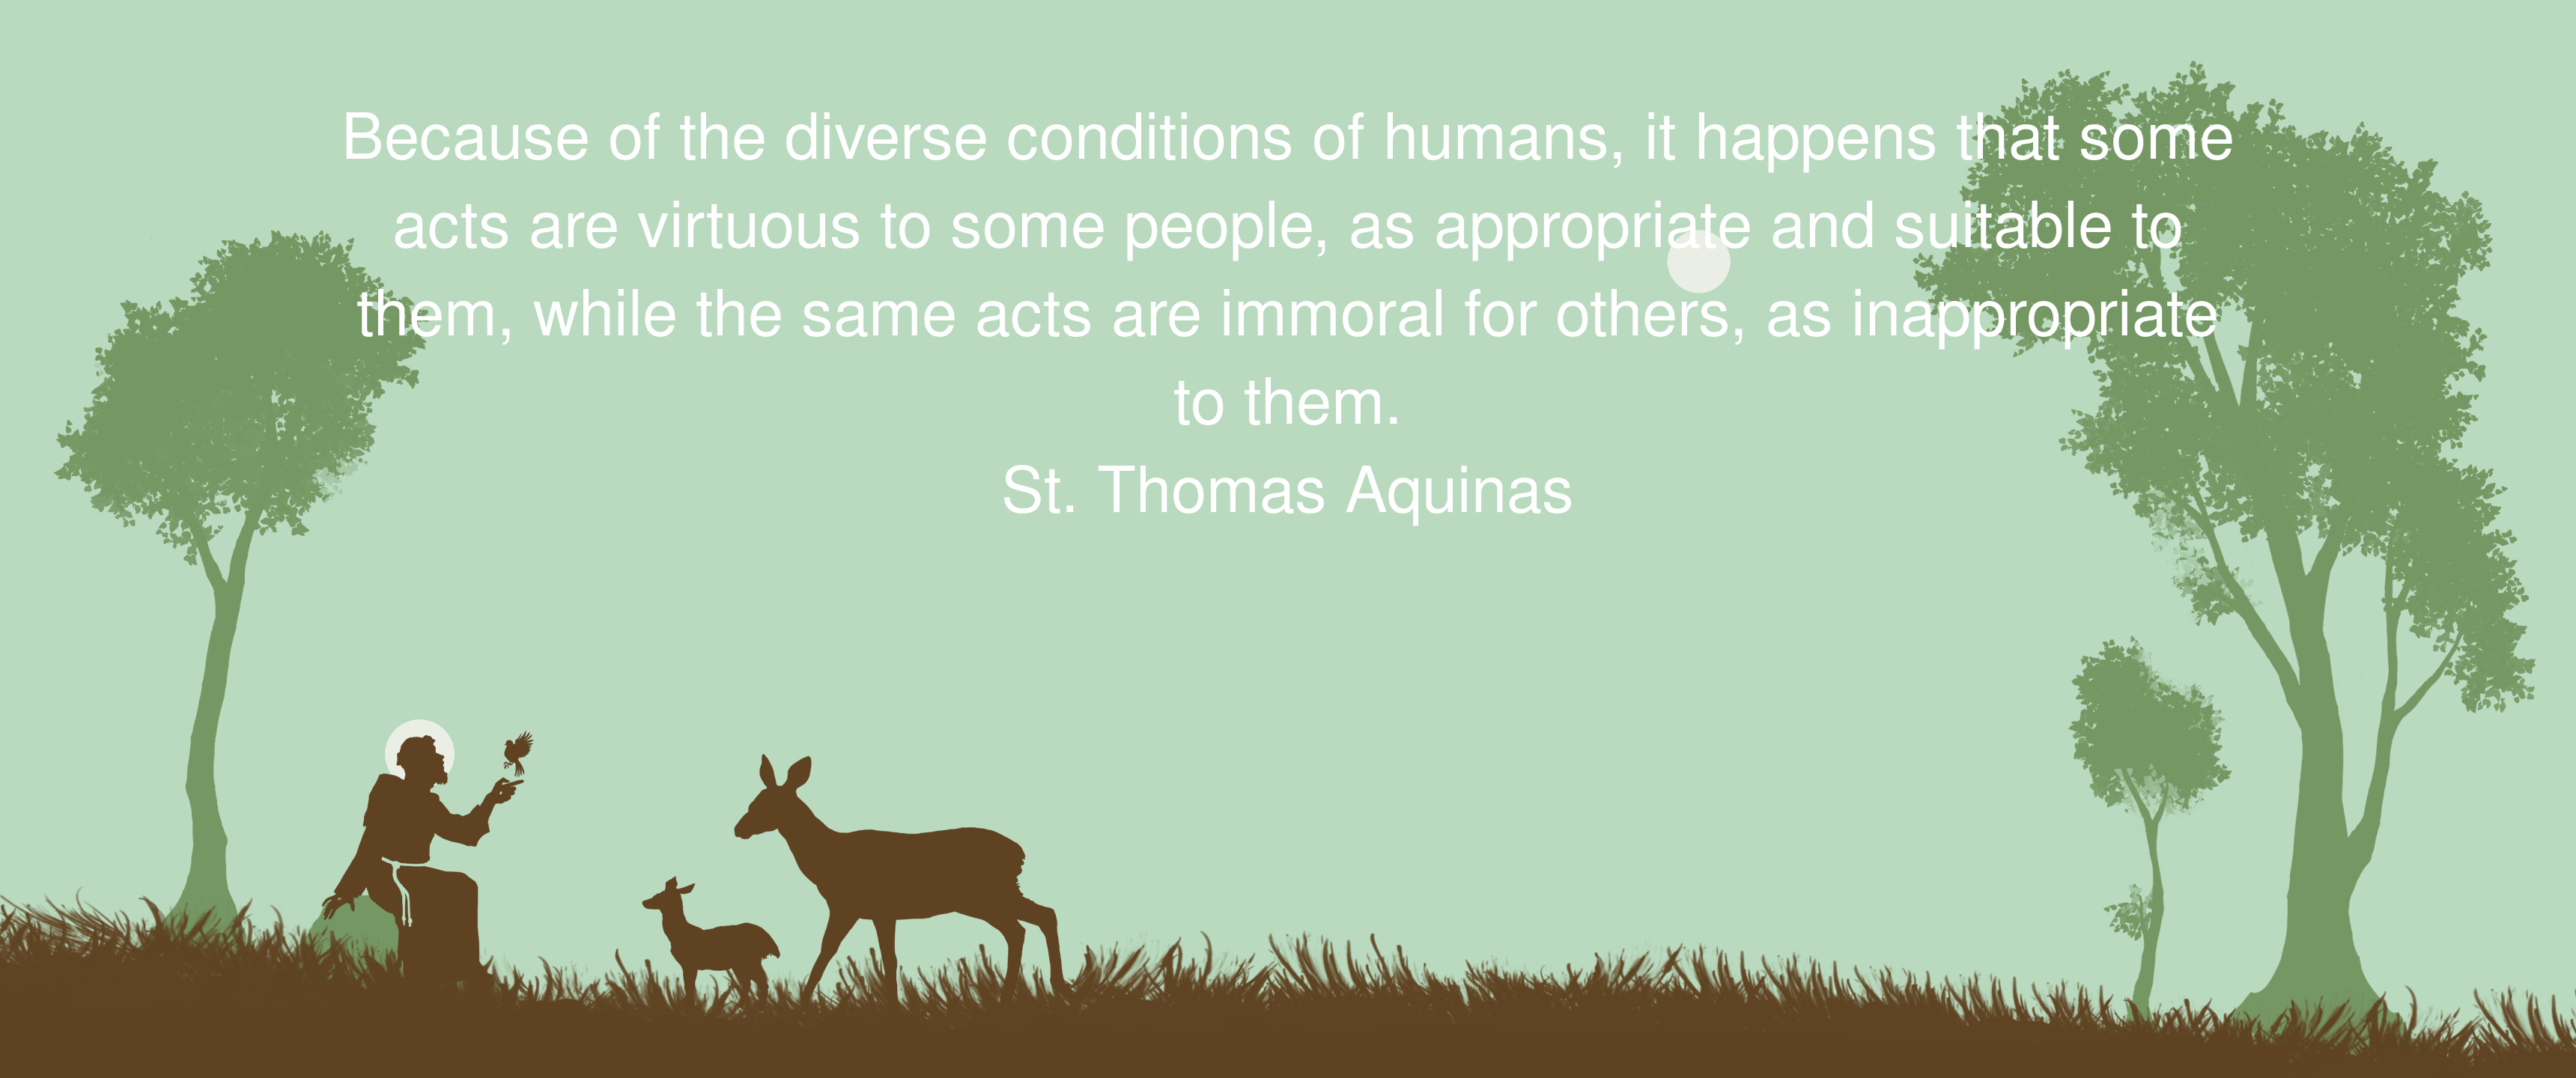 Because of the diverse conditions of humans, it happens that some
acts are virtuous to some people, as appropriate and suitable to
them, while the same acts are immoral for others, as inappropriate
to them.
St. Thomas Aquinas